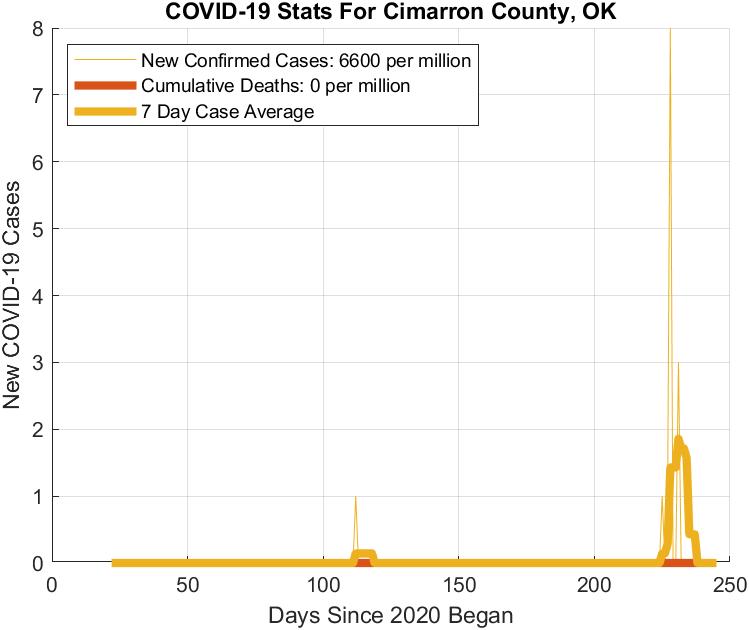 COVID-19 Stats For Cimarron County, OK
New Confirmed Cases: 6600 per million
Cumulative Deaths: 0 per million
7 Day Case Average
New COVID-19 Cases
8
7
6
5
4
3
2
1
0
0 50 100 150 200 250
Days Since 2020 Began